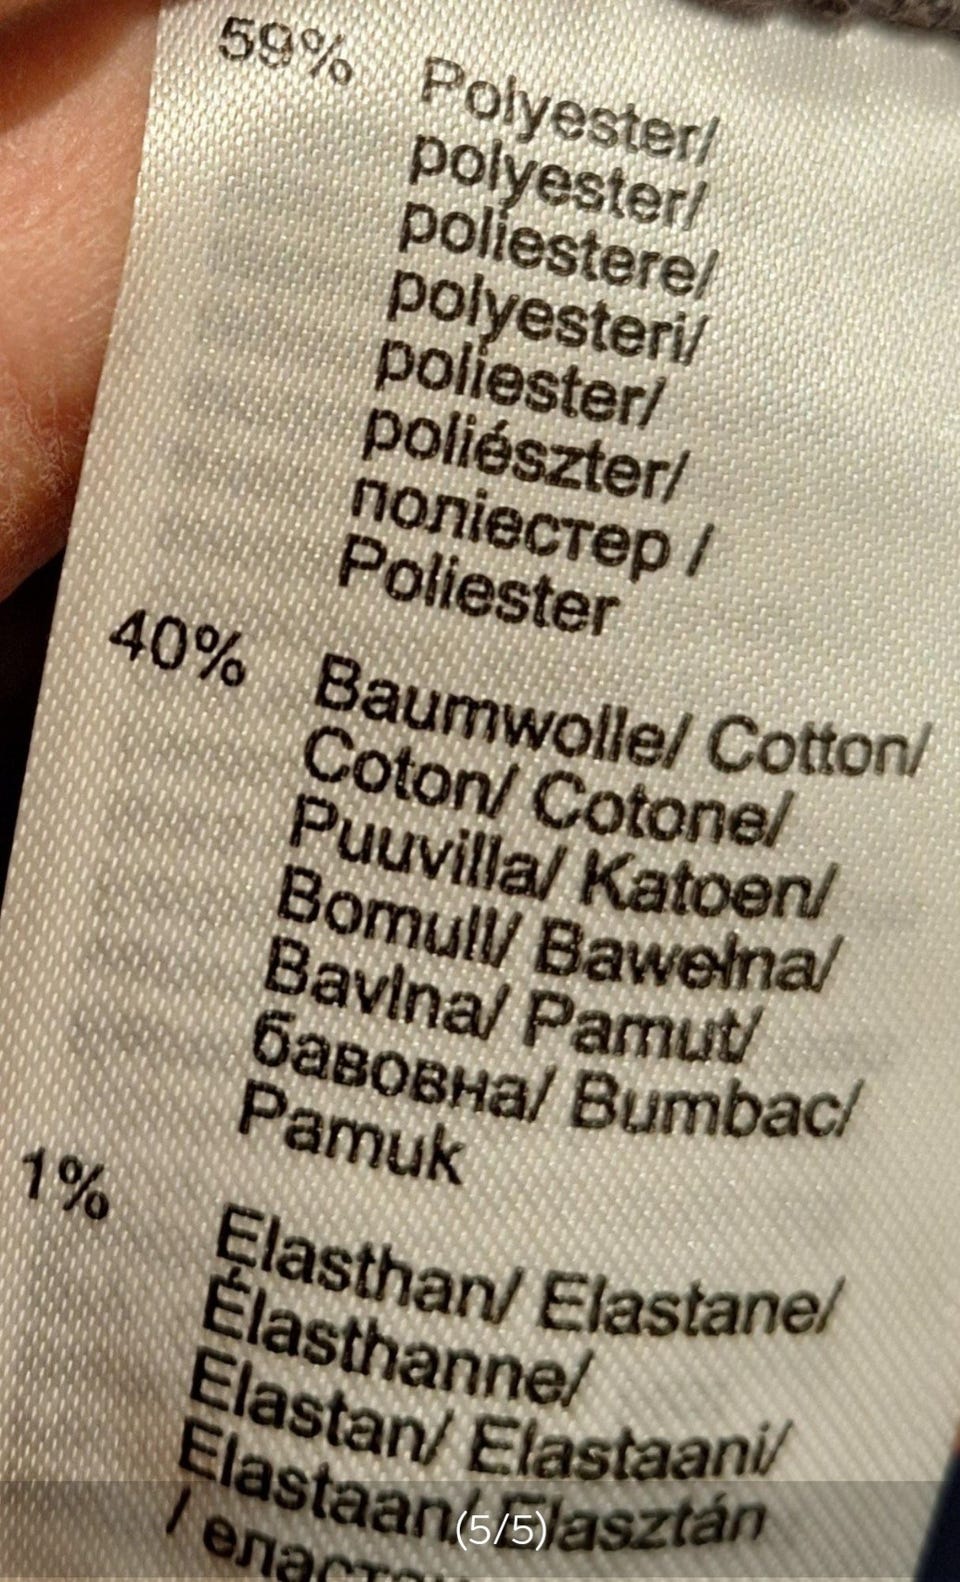 59% Polyester/
polyester/
poliestere/
polyesteri/
poliester/
poliészter/
поліестер /
Poliester
40% Baumwolle/ Cotton/
Coton/ Cotone/
Puuvilla/ Katoen/
Bomull/ Bawełna/
Bavlna/ Pamut/
бавовна/ Bumbac/
Pamuk
1% Elasthan/ Elastane/
Élasthanne/
Elastan/ Elastaani/
Elastaan/ Elasztán
(5/5)
/